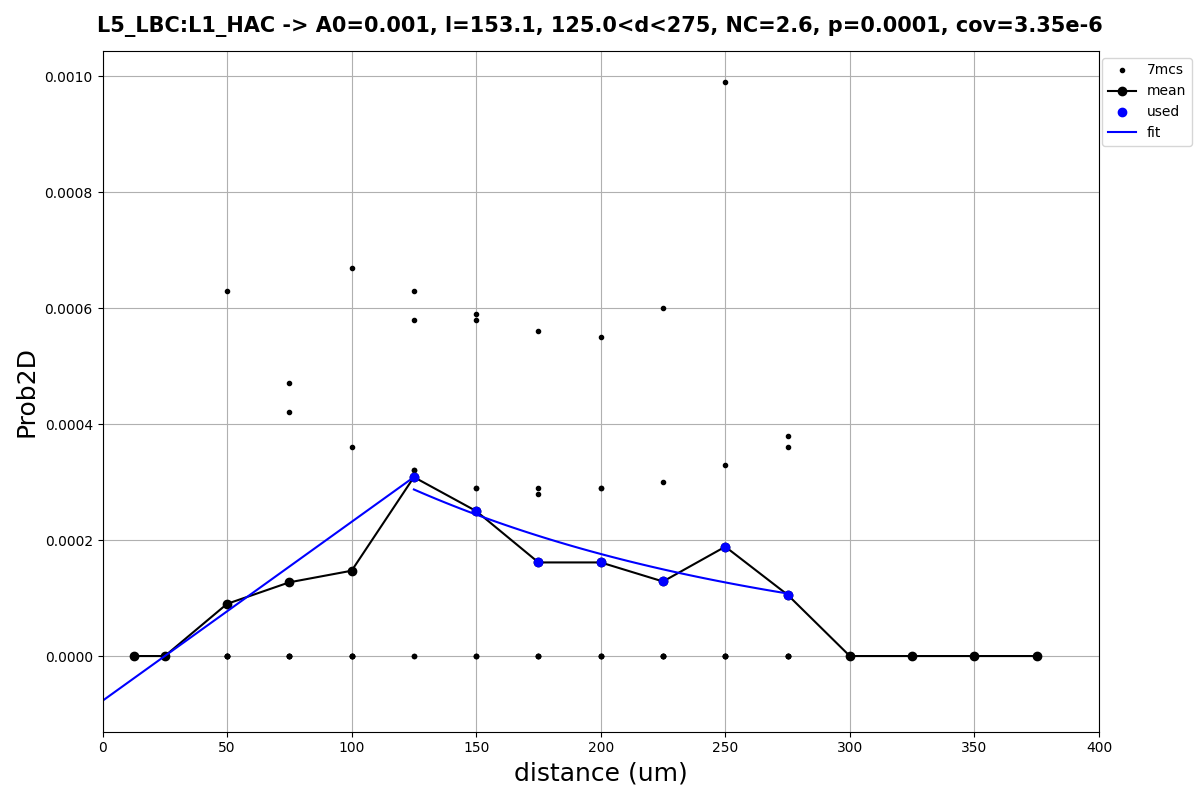 L5_LBC:L1_HAC -> A0=0.001, l=153.1, 125.0<d<275, NC=2.6, p=0.0001, cov=3.35e-6
7mcs
mean
used
fit
Prob2D
0.0010
0.0008
0.0006
0.0004
0.0002
0.0000
0 50 100 150 200 250 300 350 400
distance (um)